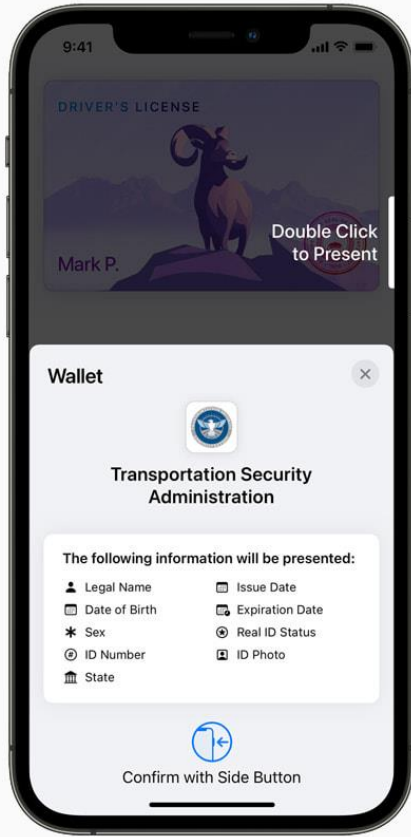 9:41
DRIVER'S LICENSE
Double Click
to Present
Mark P.
Wallet
Transportation Security
Administration
The following information will be presented:
Legal Name
Date of Birth
Sex
ID Number
State
Issue Date
Expiration Date
Real ID Status
ID Photo
Confirm with Side Button